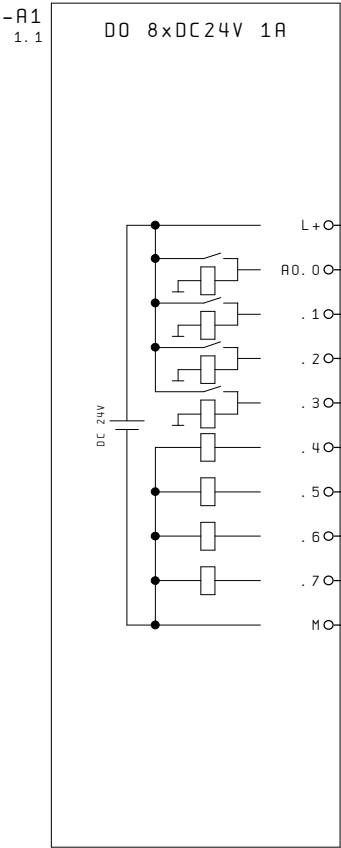 -A1
1.1
DO 8xDC24V 1A
L+
A0.0
.1
.2
.3
DC 24V
.4
.5
.6
.7
M